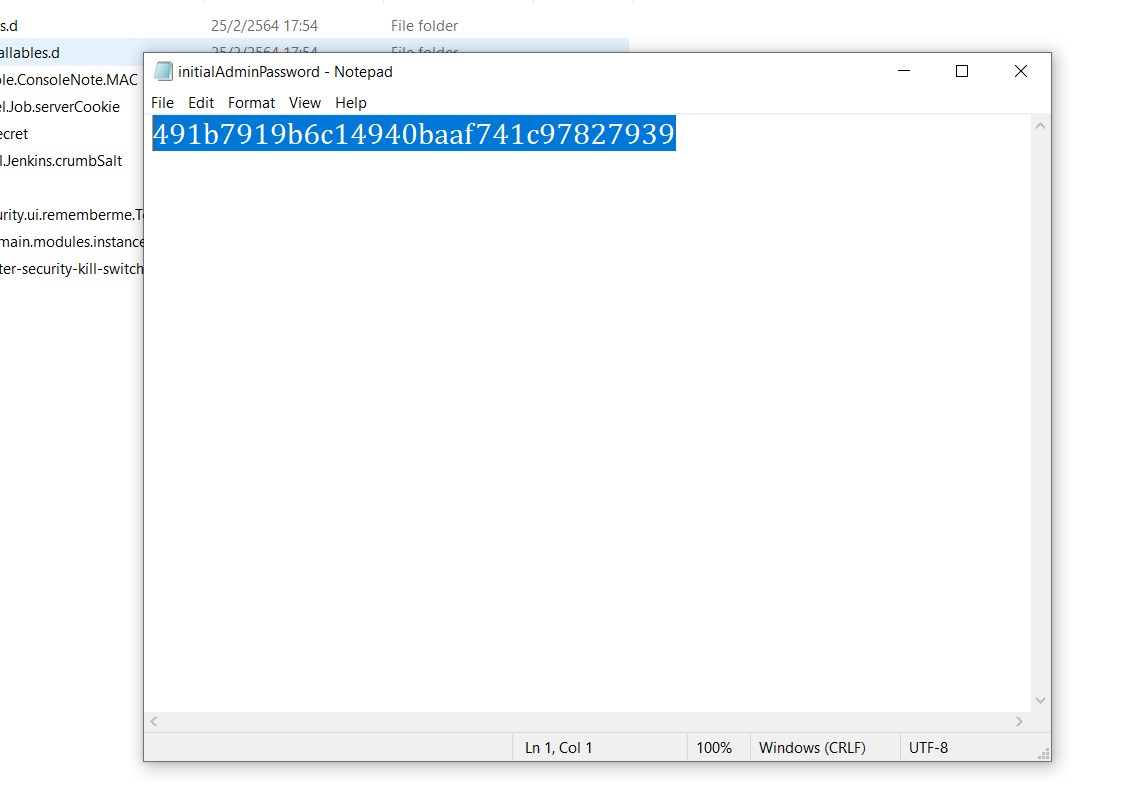 s.d 25/2/2564 17:54 File folder
allables.d 25/2/2564 17:54 File folder
initialAdminPassword - Notepad
File Edit Format View Help
491b7919b6c14940baaf741c97827939
le.ConsoleNote.MAC
el.Job.serverCookie
ecret
l.Jenkins.crumbSalt
urity.ui.rememberme.T
main.modules.instance
ter-security-kill-switch
Ln 1, Col 1 100% Windows (CRLF) UTF-8